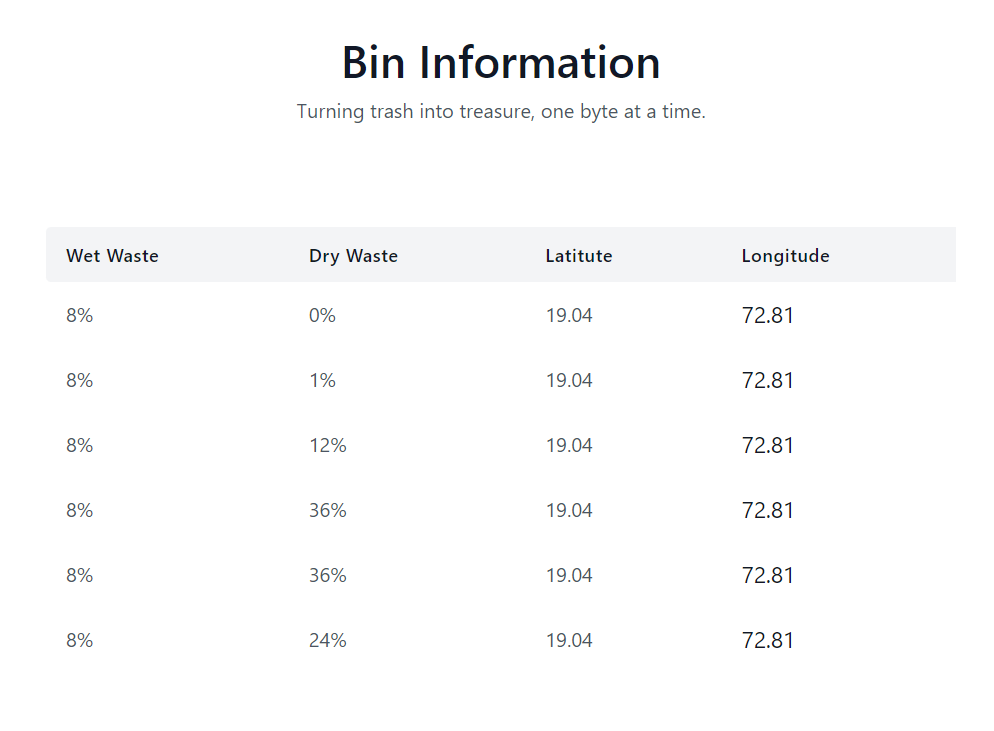 Bin Information
Turning trash into treasure, one byte at a time.
Wet Waste Dry Waste Latitute Longitude
8% 0% 19.04 72.81
8% 1% 19.04 72.81
8% 12% 19.04 72.81
8% 36% 19.04 72.81
8% 36% 19.04 72.81
8% 24% 19.04 72.81